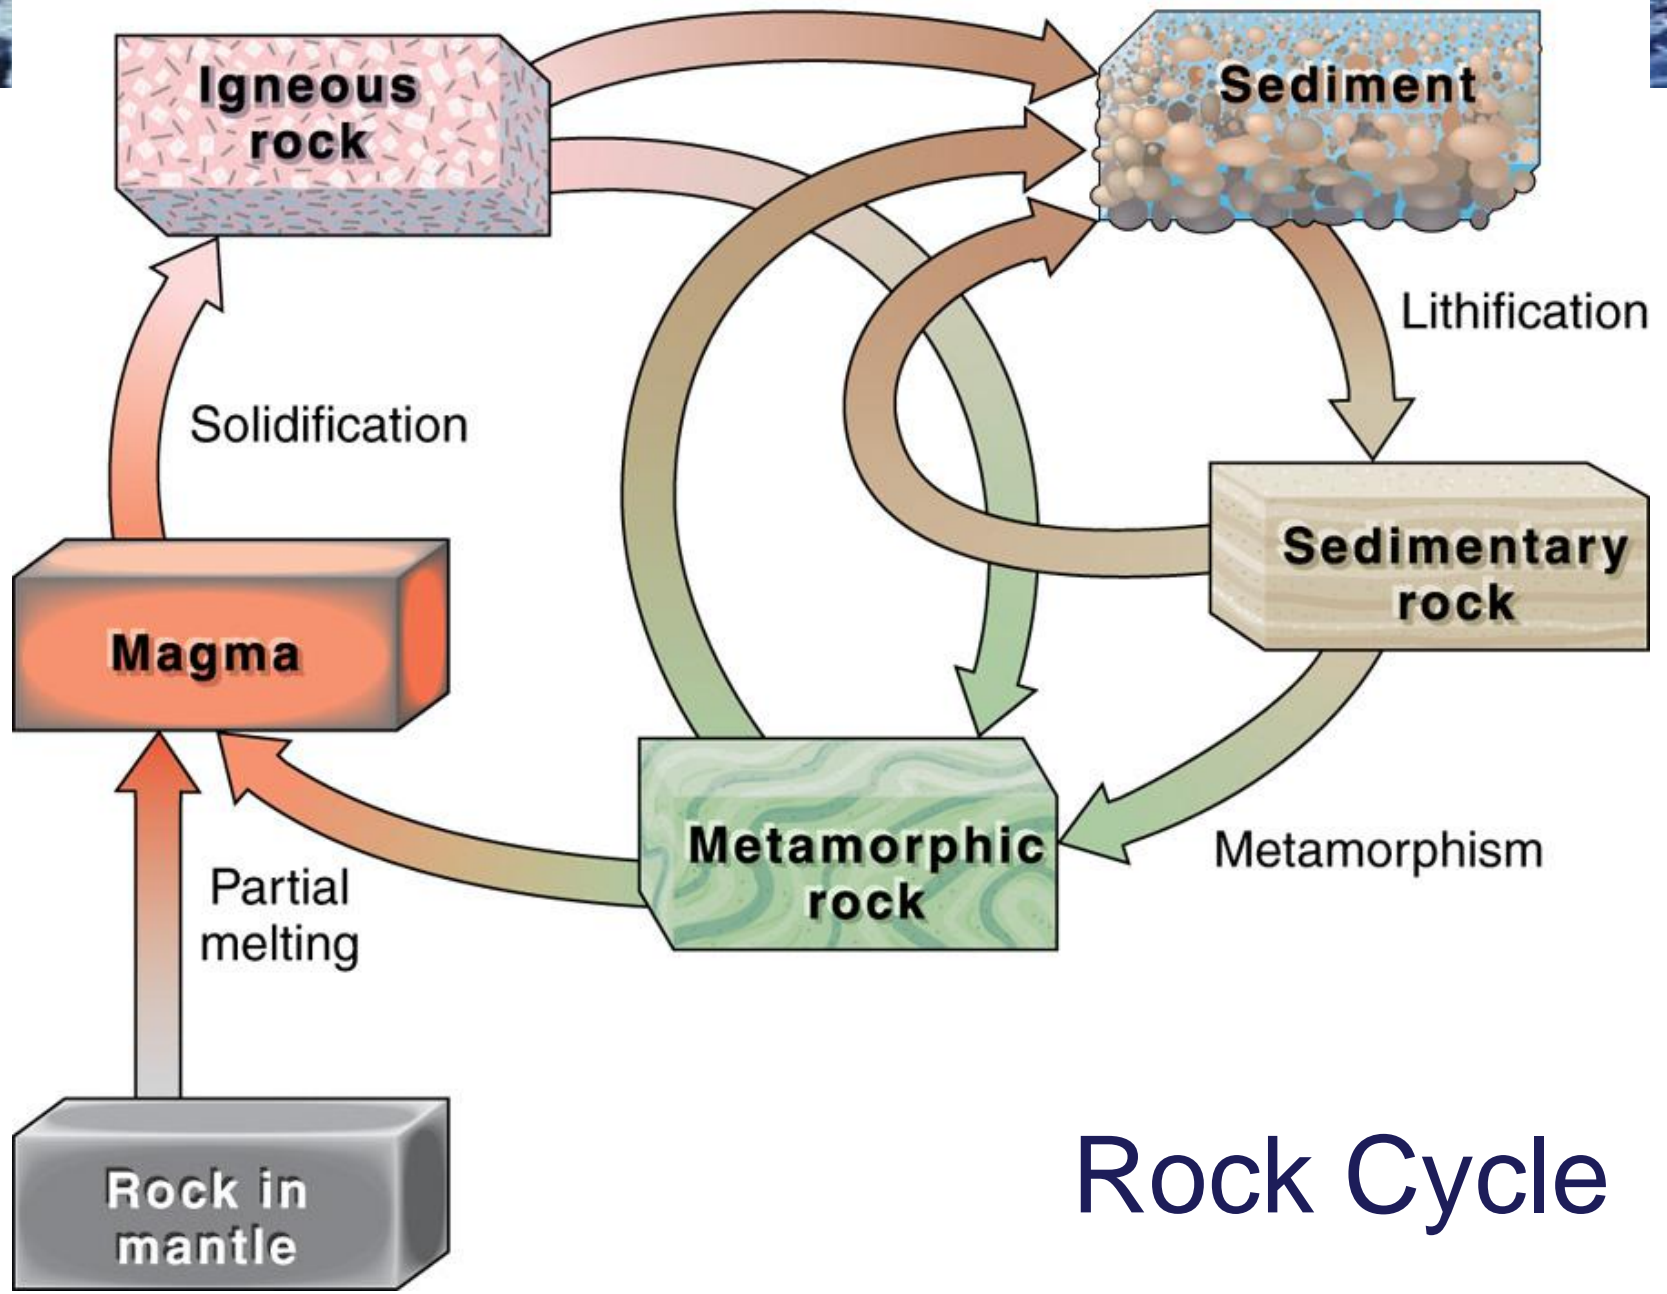 Igneous
rock
Sediment
Lithification
Solidification
Sedimentary
rock
Magma
Metamorphic
rock
Metamorphism
Partial
melting
Rock in
mantle
Rock Cycle